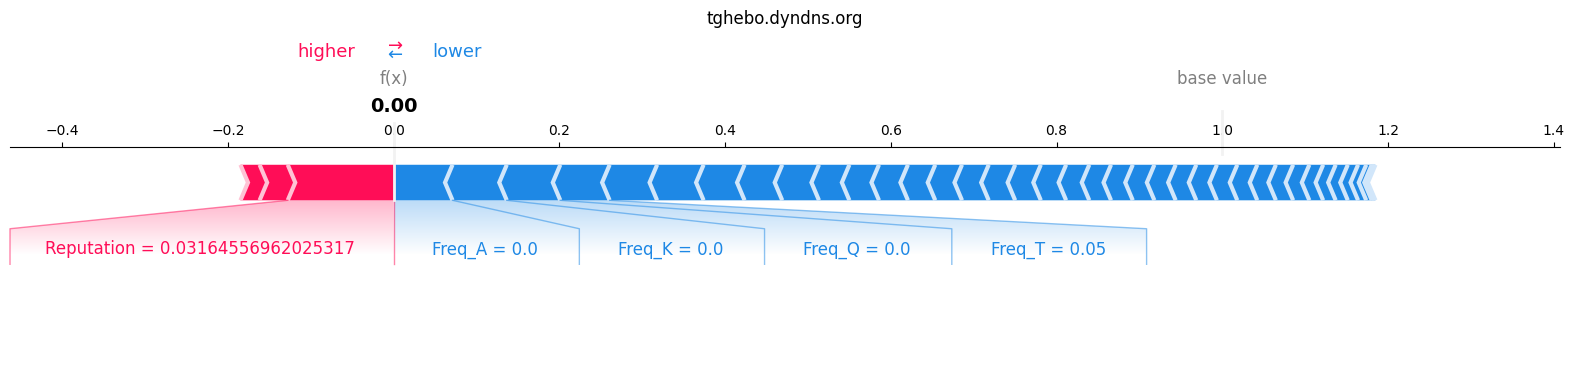 tghebo.dyndns.org
higher ⇄ lower
f(x) base value
0.00
−0.4 −0.2 0.0 0.2 0.4 0.6 0.8 1.0 1.2 1.4
Reputation = 0.03164556962025317 Freq_A = 0.0 Freq_K = 0.0 Freq_Q = 0.0 Freq_T = 0.05